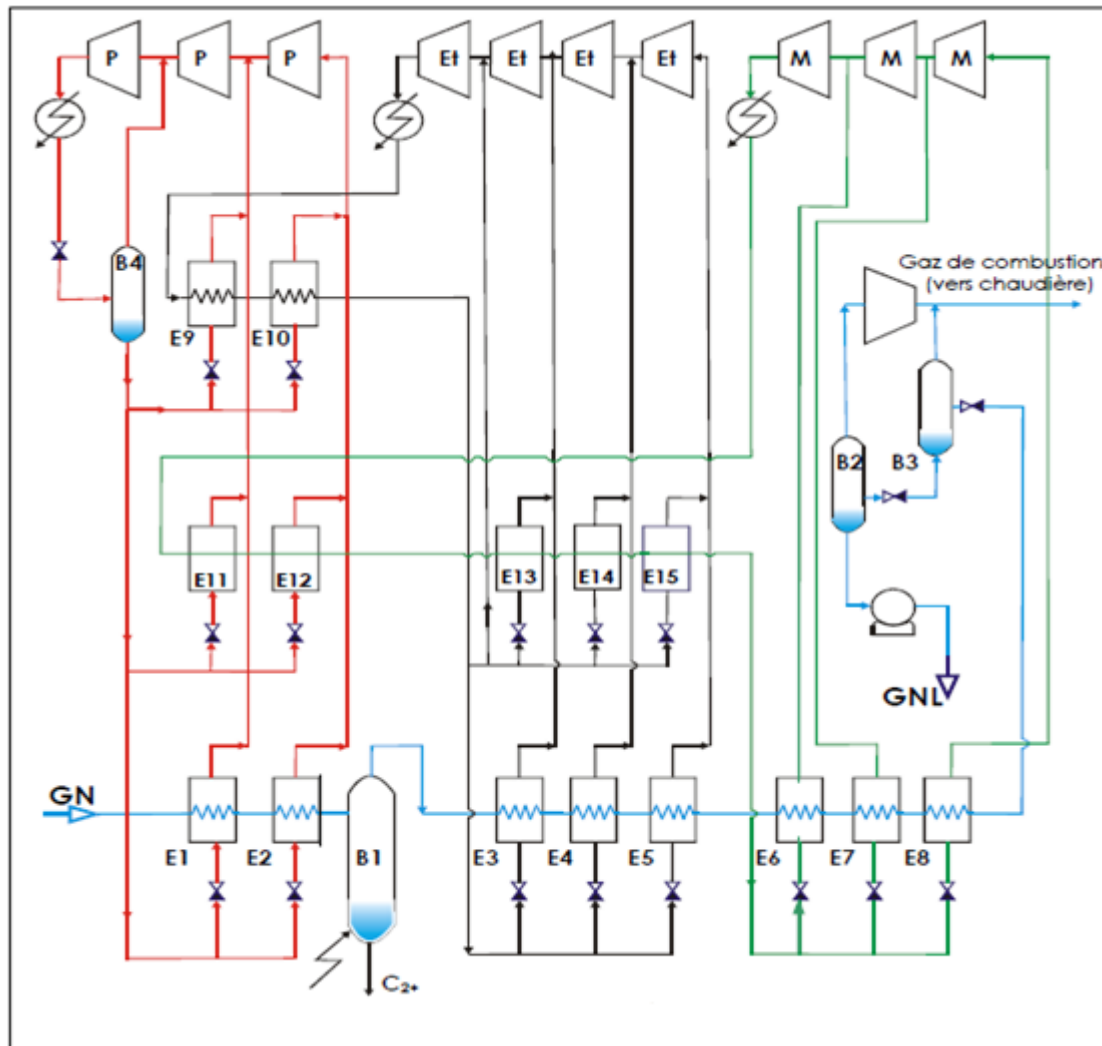 P P P Et Et Et Et M M M
B4
Gaz de combustion
(vers chaudière)
E9 E10
B2 B3
E11 E12 E13 E14 E15
GNL
GN
E1 E2 B1 E3 E4 E5 E6 E7 E8
C₂₊